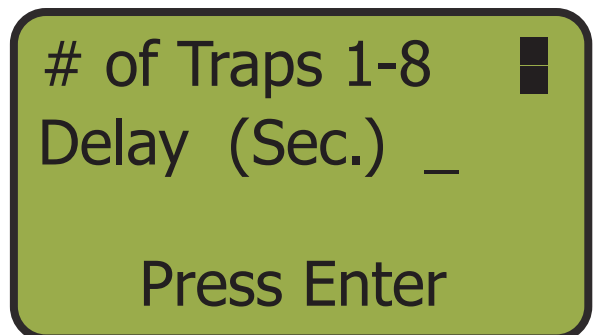 # of Traps 1-8
Delay (Sec.) _
Press Enter